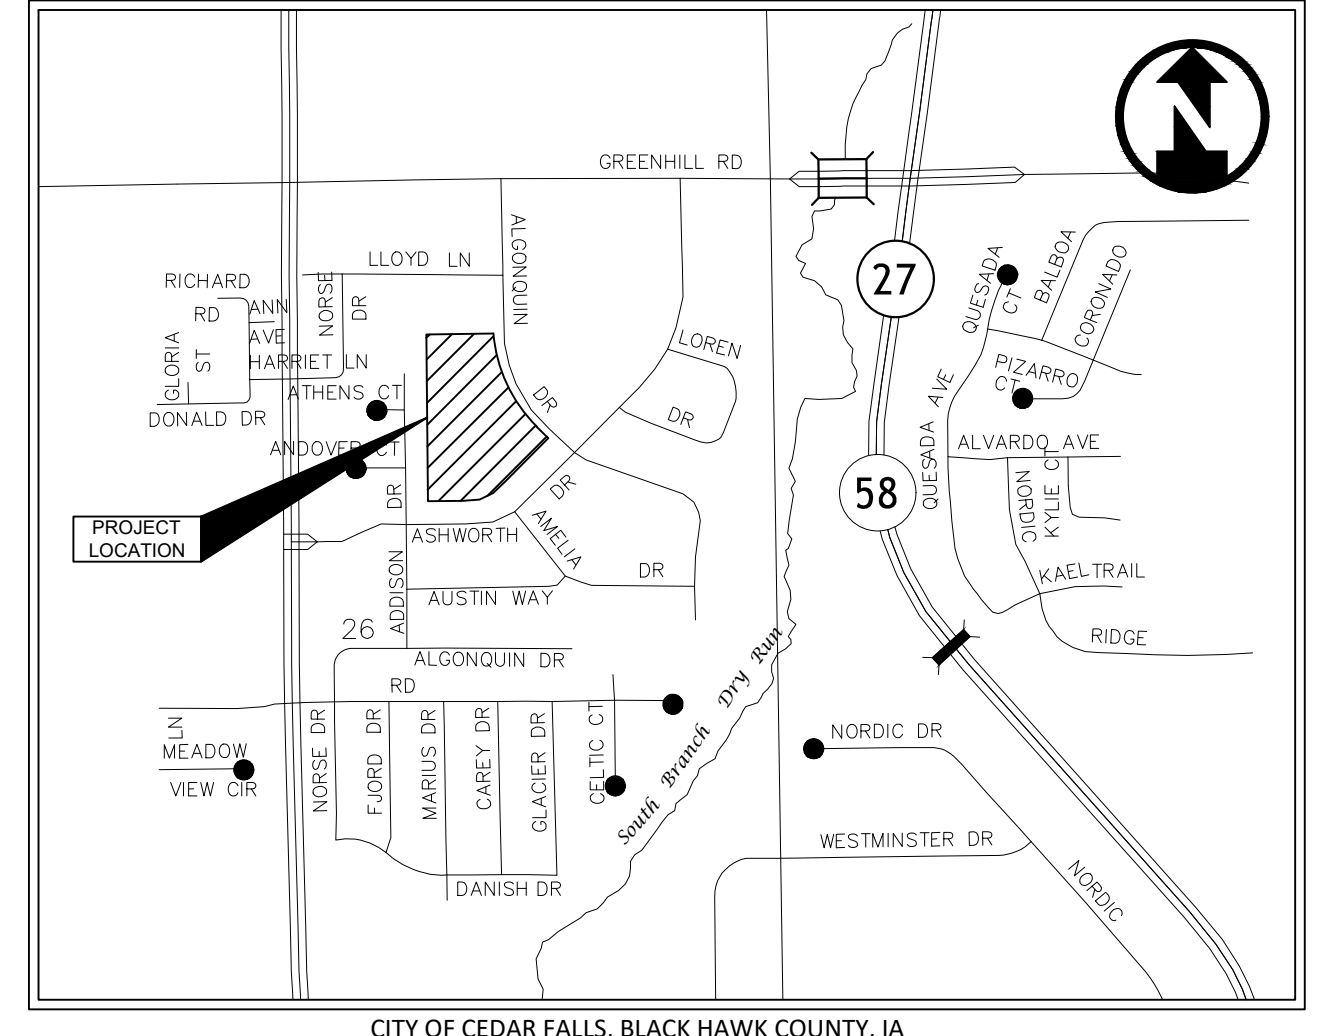 N
GREENHILL RD
ALGONQUIN
DR
LLOYD LN
RICHARD
RD
ANN
AVE
NORSE
DR
HARRIET LN
GLORIA
ST
DONALD DR
ATHENS CT
ANDOVER CT
PROJECT
LOCATION
LOREN
DR
27
58
QUESADA
CT
BALBOA
CORONADO
PIZARRO
CT
QUESADA AVE
ALVARDO AVE
NORDIC
KYLIE CT
KAEL TRAIL
RIDGE
DR
ADDISON
ASHWORTH
DR
AMELIA
DR
AUSTIN WAY
26
ALGONQUIN DR
RD
LN
MEADOW
VIEW CIR
NORSE DR
FJORD DR
MARIUS DR
CAREY DR
GLACIER DR
CELTIC CT
DANISH DR
South Branch Dry Run
NORDIC DR
WESTMINSTER DR
NORDIC
CITY OF CEDAR FALLS, BLACK HAWK COUNTY, IA